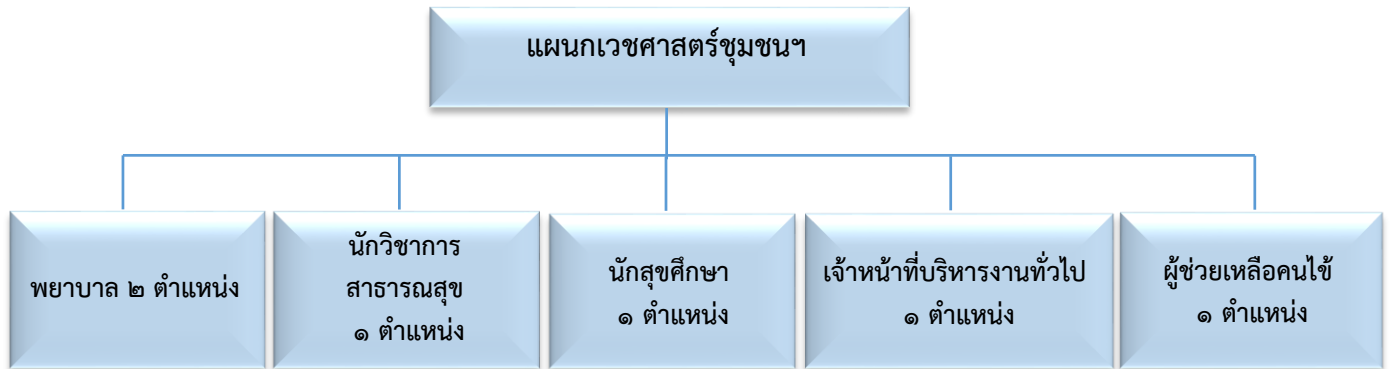 แผนกเวชศาสตร์ชุมชนฯ
พยาบาล ๒ ตำแหน่ง
นักวิชาการ
สาธารณสุข
๑ ตำแหน่ง
นักสุขศึกษา
๑ ตำแหน่ง
เจ้าหน้าที่บริหารงานทั่วไป
๑ ตำแหน่ง
ผู้ช่วยเหลือคนไข้
๑ ตำแหน่ง